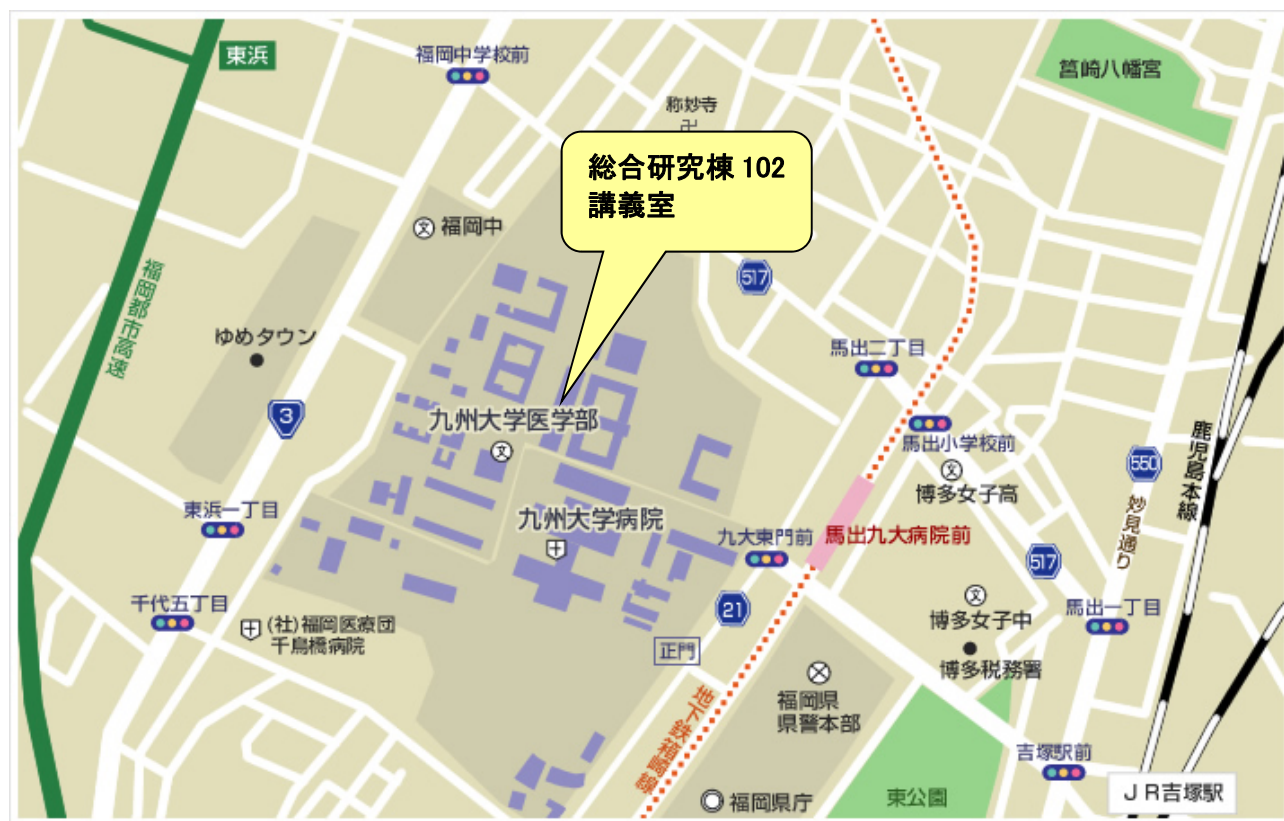 東浜
福岡中学校前
筥崎八幡宮
称妙寺
総合研究棟 102
講義室
福岡中
福岡都市高速
517
ゆめタウン
馬出二丁目
3
九州大学医学部
馬出小学校前
鹿児島本線
550
博多女子高
妙見通り
東浜一丁目
九州大学病院
九大東門前
馬出九大病院前
517
千代五丁目
21
博多女子中
馬出一丁目
(社)福岡医療団
千鳥橋病院
正門
博多税務署
地下鉄箱崎線
福岡県
県警本部
吉塚駅前
福岡県庁
東公園
ＪＲ吉塚駅